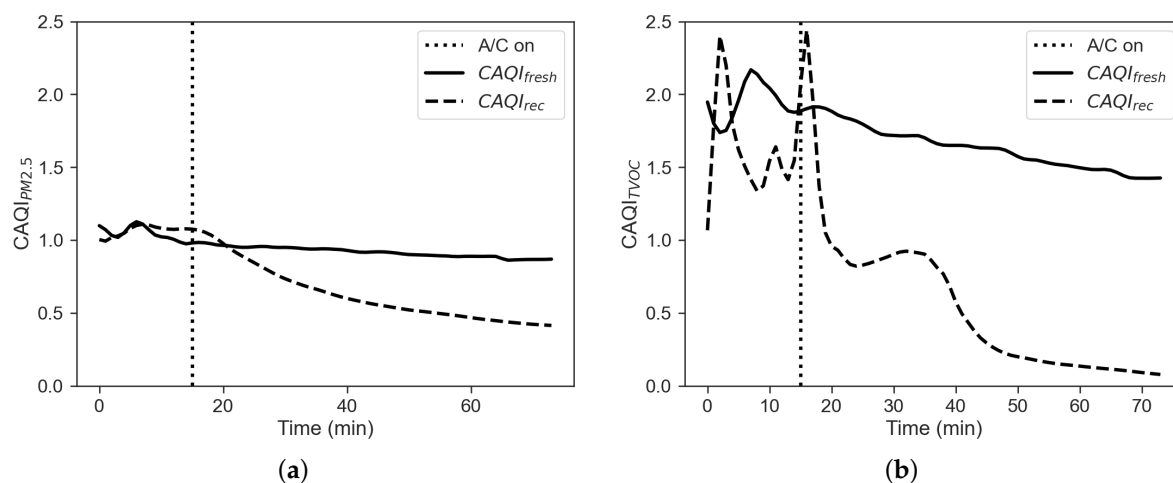 2.5
2.0
1.5
1.0
0.5
0.0
CAQI_PM2.5
0 20 40 60
Time (min)
A/C on
CAQI_fresh
CAQI_rec
(a)
2.5
2.0
1.5
1.0
0.5
0.0
CAQI_TVOC
0 10 20 30 40 50 60 70
Time (min)
A/C on
CAQI_fresh
CAQI_rec
(b)